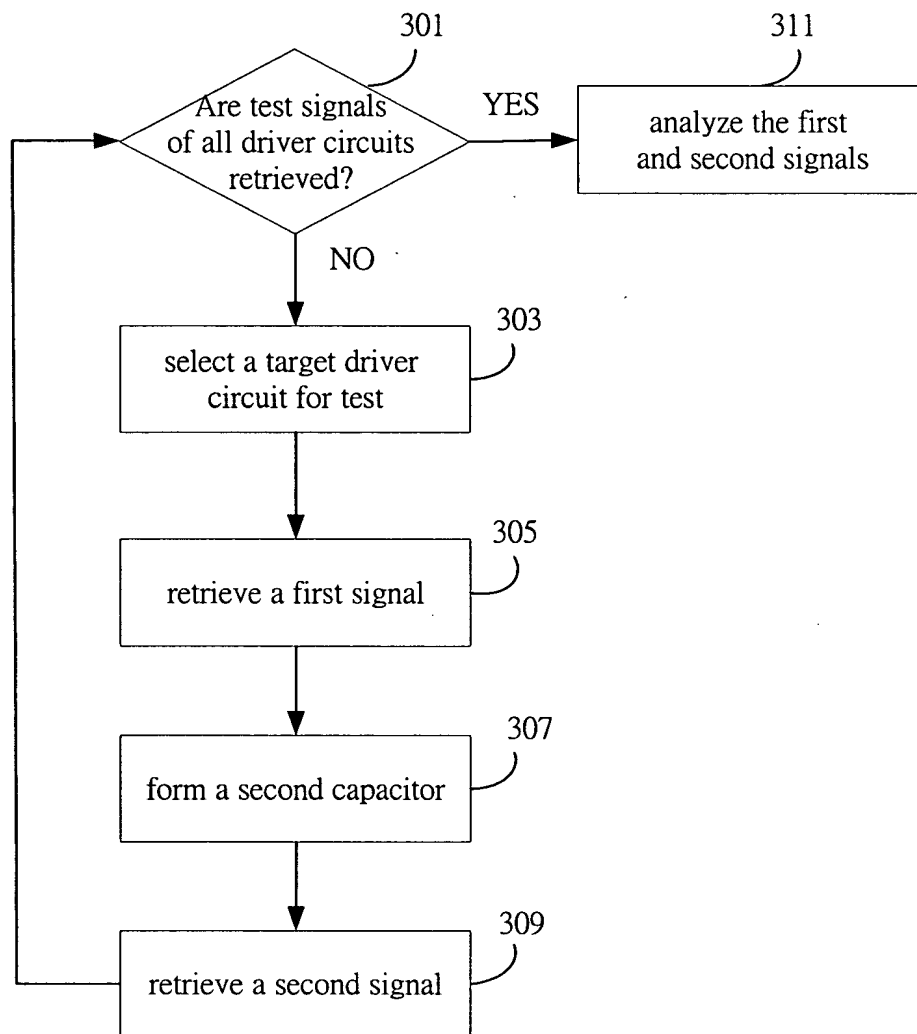 301
Are test signals
of all driver circuits
retrieved?
YES
311
analyze the first
and second signals
NO
303
select a target driver
circuit for test
305
retrieve a first signal
307
form a second capacitor
309
retrieve a second signal